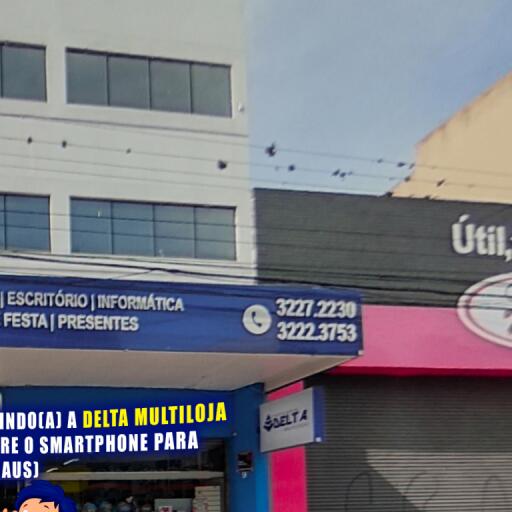 Útil,
| ESCRITÓRIO | INFORMÁTICA
FESTA | PRESENTES
3227.2230
3222.3753
DELTA
INDO(A) A DELTA MULTILOJA
RE O SMARTPHONE PARA
AUS)